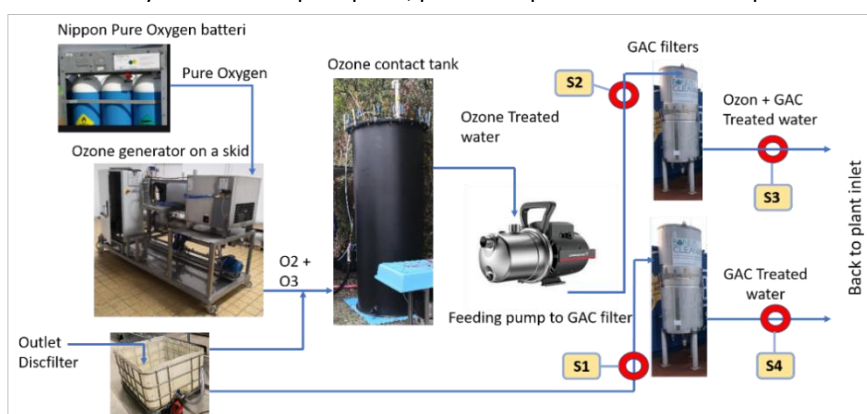 Nippon Pure Oxygen batteri
Pure Oxygen
Ozone generator on a skid
O2 +
O3
Outlet
Discfilter
Ozone contact tank
Ozone Treated
water
Feeding pump to GAC filter
S1
S2
GAC filters
Ozon + GAC
Treated water
S3
GAC Treated
water
S4
Back to plant inlet